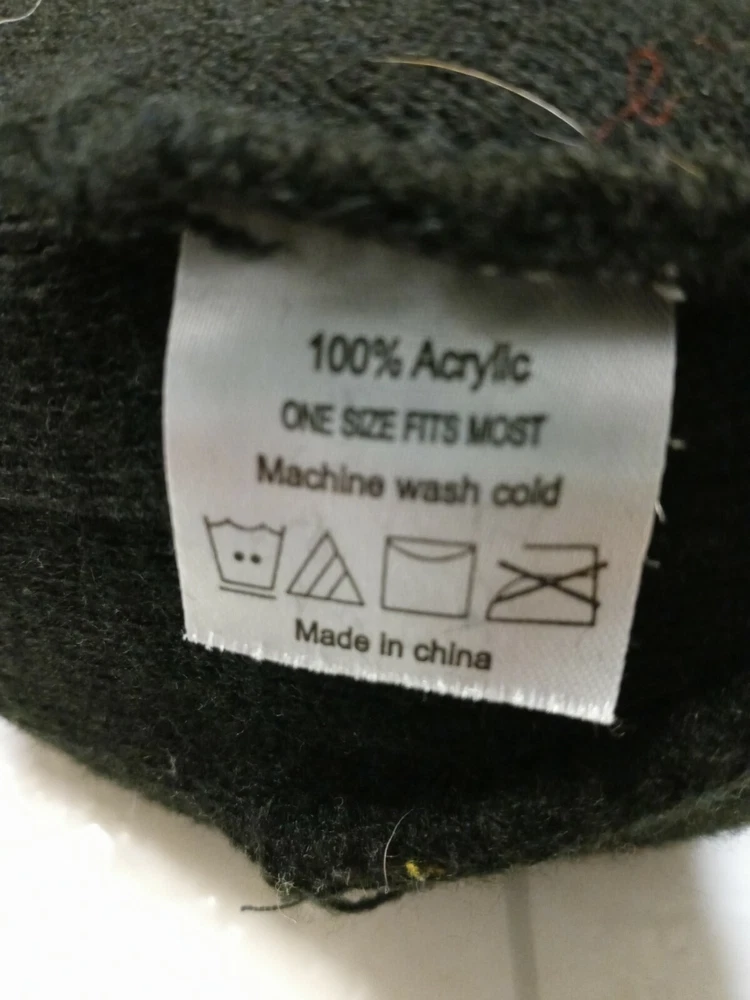 100% Acrylic
ONE SIZE FITS MOST
Machine wash cold
Made in china